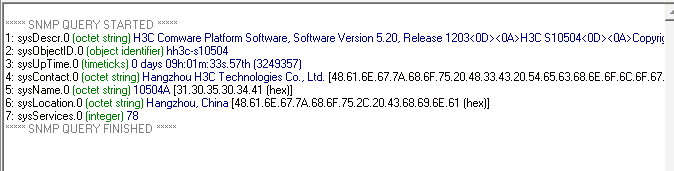 ***** SNMP QUERY STARTED *****
1: sysDescr.0 (octet string) H3C Comware Platform Software, Software Version 5.20, Release 1203<0D><0A>H3C S10504<0D><0A>Copyrig
2: sysObjectID.0 (object identifier) hh3c-s10504
3: sysUpTime.0 (timeticks) 0 days 09h:01m:33s.57th (3249357)
4: sysContact.0 (octet string) Hangzhou H3C Technologies Co., Ltd. [48.61.6E.67.7A.68.6F.75.20.48.33.43.20.54.65.63.68.6E.6F.6C.6F.67.
5: sysName.0 (octet string) 10504A [31.30.35.30.34.41 (hex)]
6: sysLocation.0 (octet string) Hangzhou, China [48.61.6E.67.7A.68.6F.75.2C.20.43.68.69.6E.61 (hex)]
7: sysServices.0 (integer) 78
***** SNMP QUERY FINISHED *****